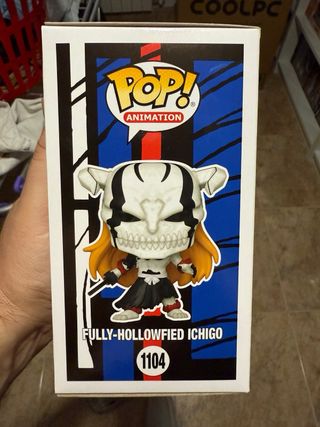 COOLPC
POP!
ANIMATION
FULLY-HOLLOWFIED ICHIGO
1104